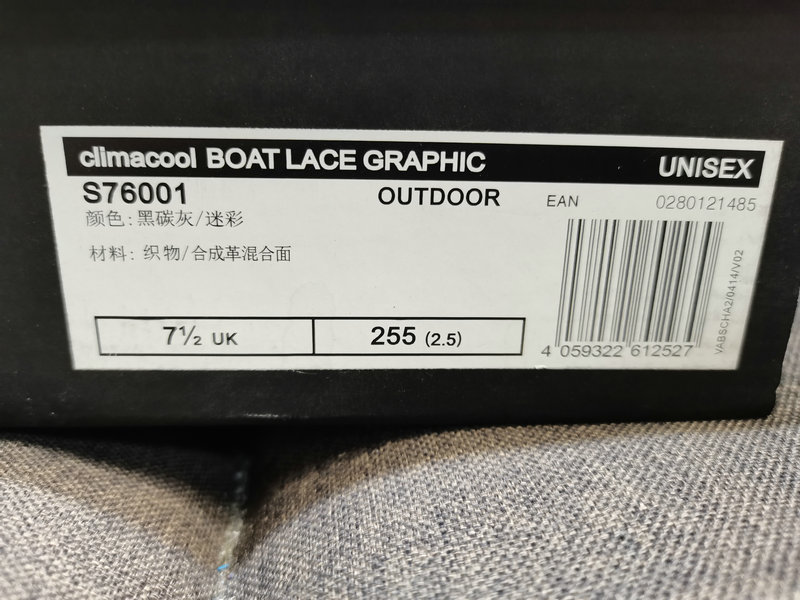 climacool BOAT LACE GRAPHIC UNISEX
S76001 OUTDOOR EAN 0280121485
颜色: 黑碳灰/迷彩
材料: 织物/合成革混合面
7½ UK 255 (2.5)
4 059322 612527
VABSCHA2/0414/V02